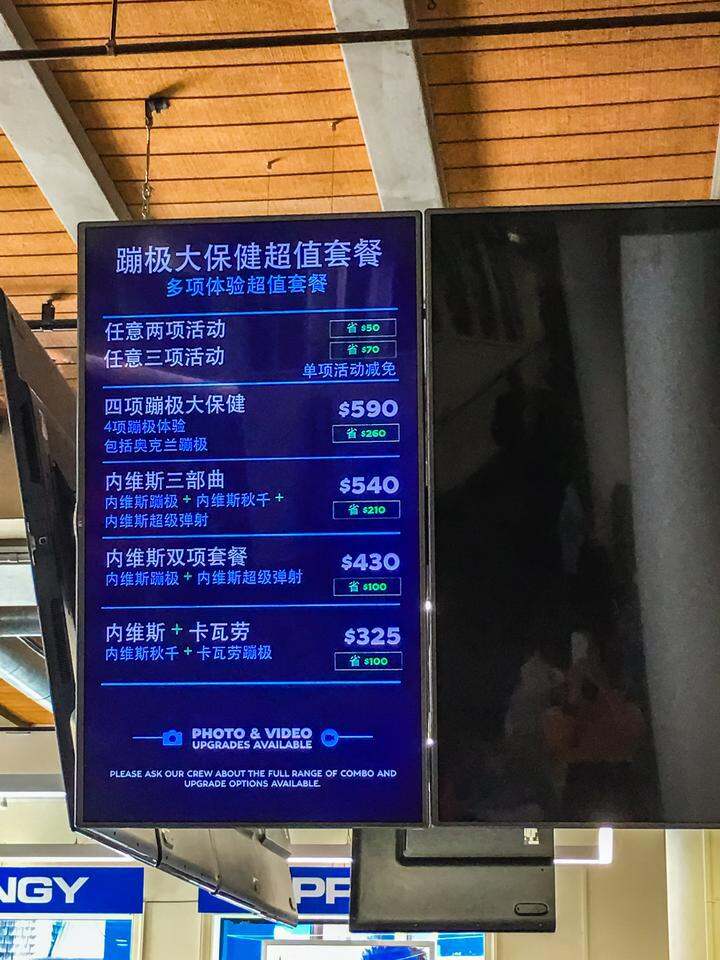 蹦极大保健超值套餐
多项体验超值套餐
任意两项活动 省 $50
任意三项活动 省 $70
单项活动减免
四项蹦极大保健 $590
4项蹦极体验 省 $260
包括奥克兰蹦极
内维斯三部曲 $540
内维斯蹦极 + 内维斯秋千 + 省 $210
内维斯超级弹射
内维斯双项套餐 $430
内维斯蹦极 + 内维斯超级弹射 省 $100
内维斯 + 卡瓦劳 $325
内维斯秋千 + 卡瓦劳蹦极 省 $100
PHOTO & VIDEO
UPGRADES AVAILABLE
PLEASE ASK OUR CREW ABOUT THE FULL RANGE OF COMBO AND
UPGRADE OPTIONS AVAILABLE.
NGY
PP